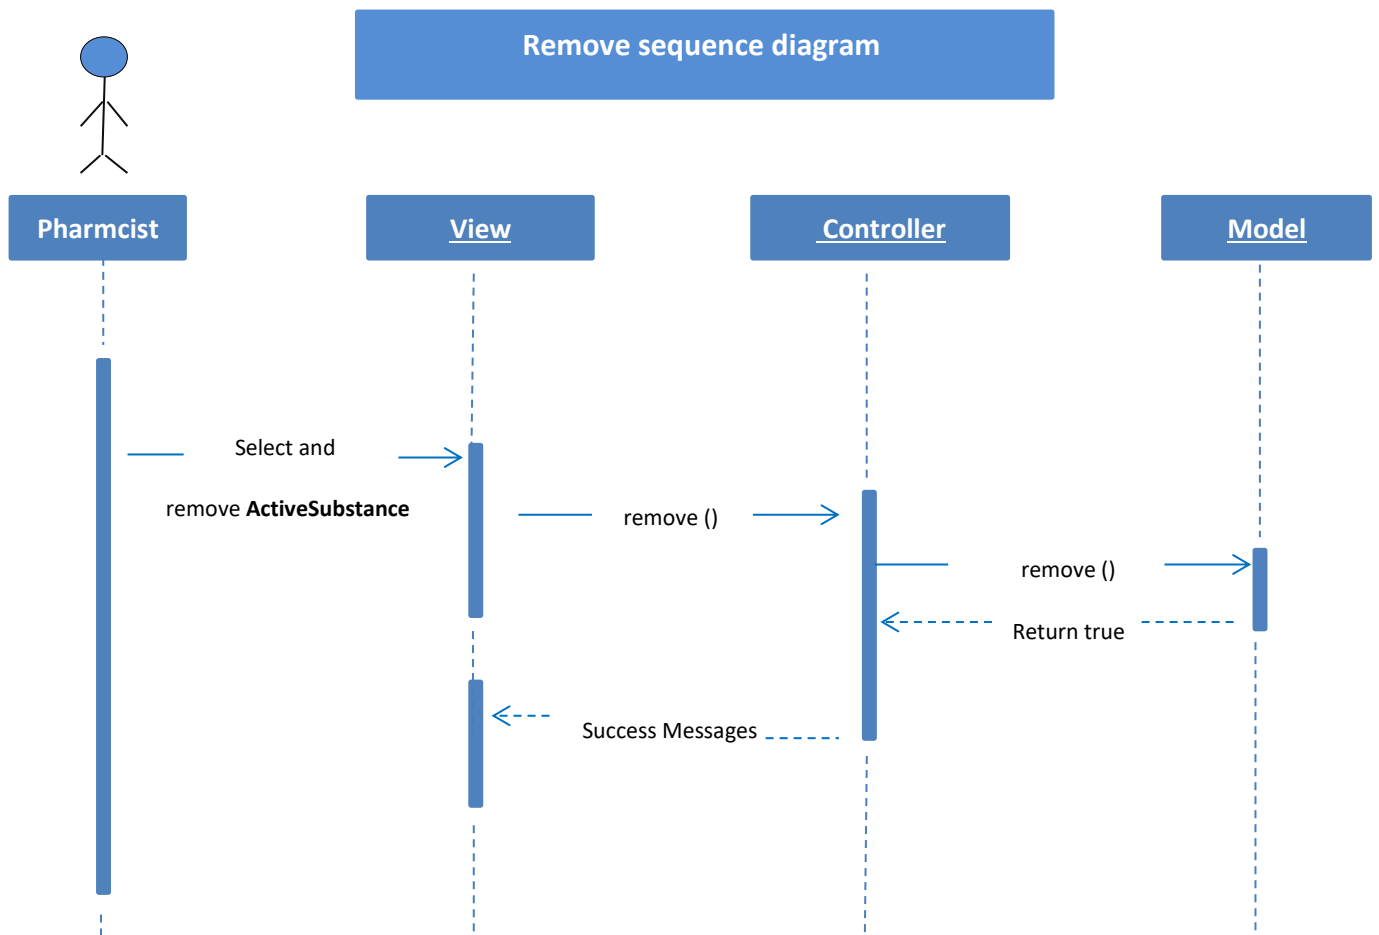 Remove sequence diagram
Pharmcist
View
Controller
Model
Select and
remove ActiveSubstance
remove ()
remove ()
Return true
Success Messages